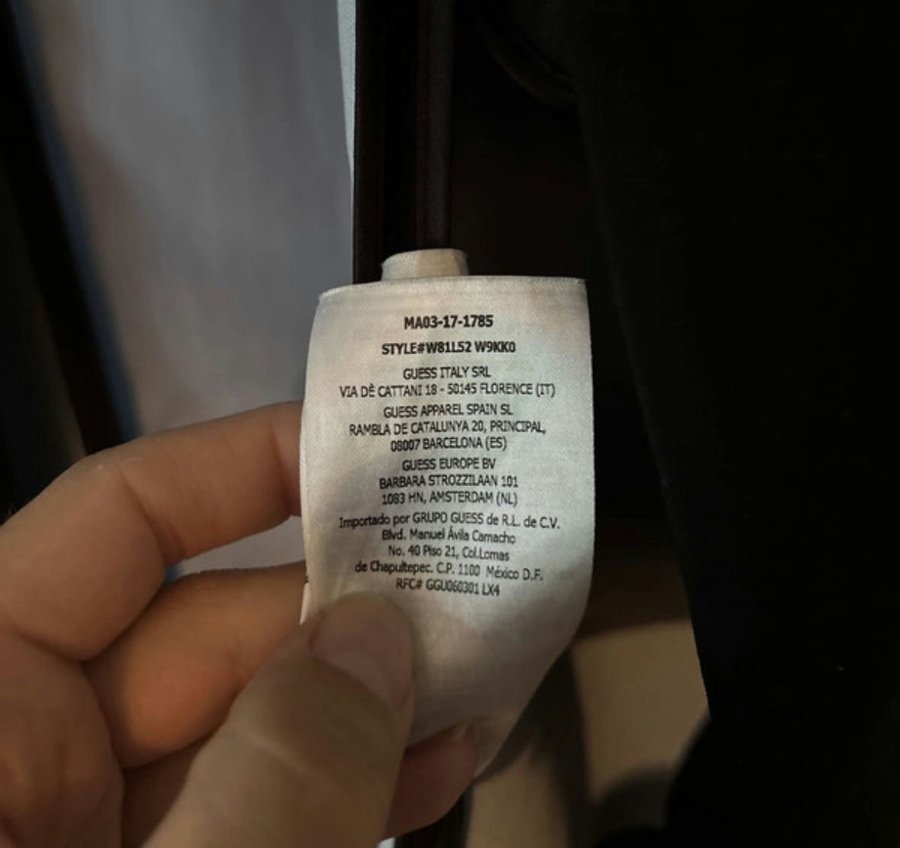 MA03-17-1785
STYLE#W81L52 W9KK0
GUESS ITALY SRL
VIA DÈ CATTANI 18 - 50145 FLORENCE (IT)
GUESS APPAREL SPAIN SL
RAMBLA DE CATALUNYA 20, PRINCIPAL,
08007 BARCELONA (ES)
GUESS EUROPE BV
BARBARA STROZZILAAN 101
1083 HN, AMSTERDAM (NL)
Importado por GRUPO GUESS de R.L. de C.V.
Blvd. Manuel Ávila Camacho
No. 40 Piso 21, Col.Lomas
de Chapultepec. C.P. 1100 México D.F.
RFC# GGU060301 LX4